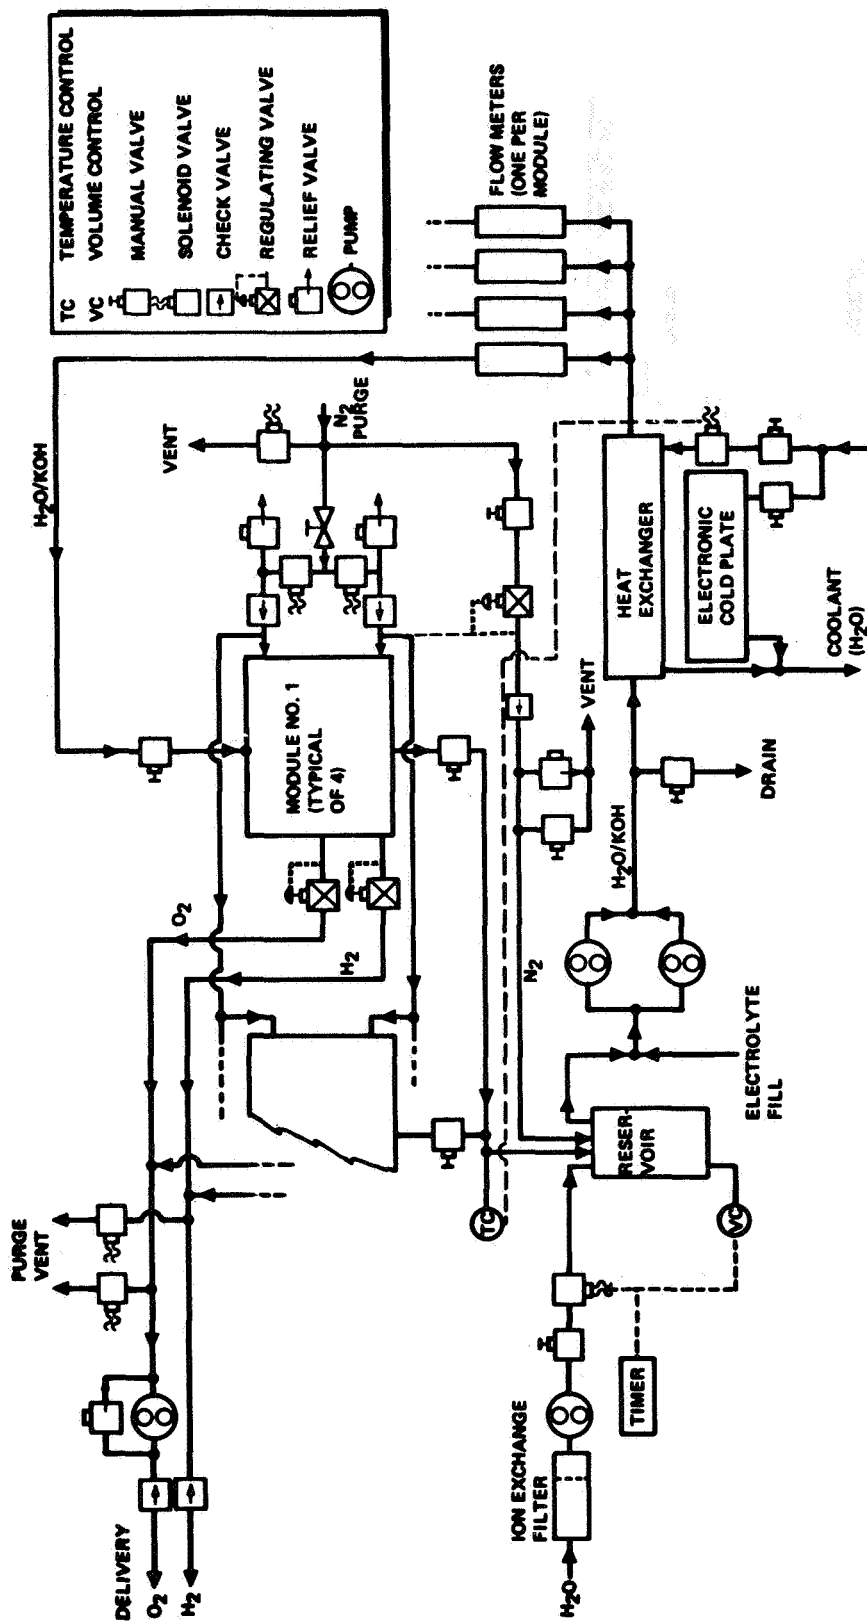 TC TEMPERATURE CONTROL
VC VOLUME CONTROL
MANUAL VALVE
SOLENOID VALVE
CHECK VALVE
REGULATING VALVE
RELIEF VALVE
PUMP
PURGE
VENT
DELIVERY
O2
H2
O2
H2
H2O/KOH
MODULE NO. 1
(TYPICAL
OF 4)
VENT
N2
PURGE
TC
N2
VENT
FLOW METERS
(ONE PER
MODULE)
ION EXCHANGE
FILTER
H2O
TIMER
RESER-
VOIR
VC
ELECTROLYTE
FILL
H2O/KOH
DRAIN
HEAT
EXCHANGER
ELECTRONIC
COLD PLATE
COOLANT
(H2O)